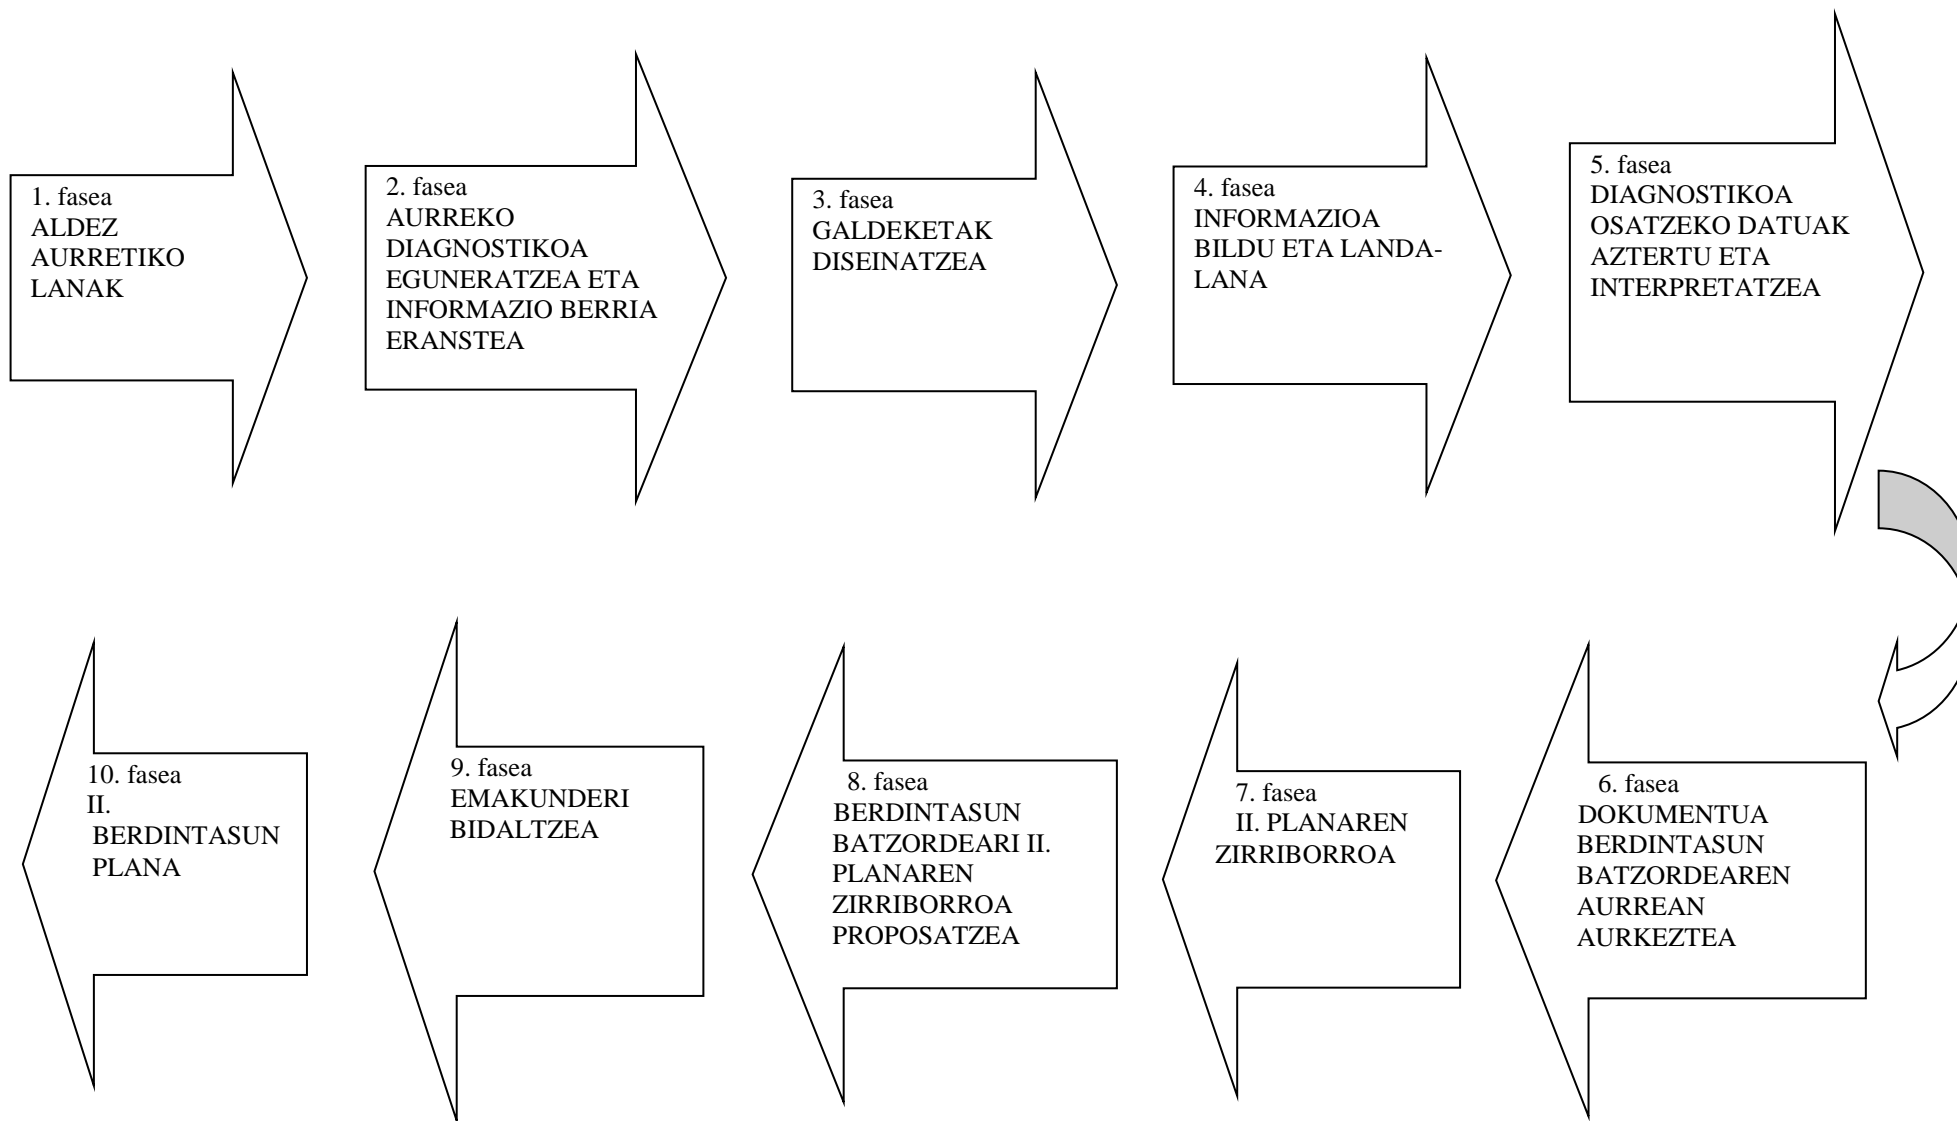 1. fasea
ALDEZ
AURRETIKO
LANAK
2. fasea
AURREKO
DIAGNOSTIKOA
EGUNERATZEA ETA
INFORMAZIO BERRIA
ERANSTEA
3. fasea
GALDEKETAK
DISEINATZEA
4. fasea
INFORMAZIOA
BILDU ETA LANDA-
LANA
5. fasea
DIAGNOSTIKOA
OSATZEKO DATUAK
AZTERTU ETA
INTERPRETATZEA
6. fasea
DOKUMENTUA
BERDINTASUN
BATZORDEAREN
AURREAN
AURKEZTEA
7. fasea
II. PLANAREN
ZIRRIBORROA
8. fasea
BERDINTASUN
BATZORDEARI II.
PLANAREN
ZIRRIBORROA
PROPOSATZEA
9. fasea
EMAKUNDERI
BIDALTZEA
10. fasea
II.
BERDINTASUN
PLANA